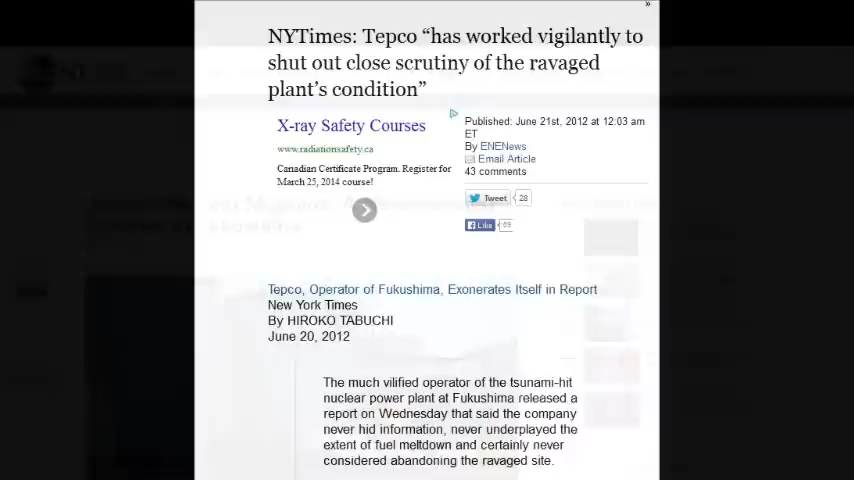 »
NYTimes: Tepco “has worked vigilantly to
shut out close scrutiny of the ravaged
plant’s condition”
X-ray Safety Courses
www.radiationsafety.ca
Canadian Certificate Program. Register for
March 25, 2014 course!
Published: June 21st, 2012 at 12:03 am
ET
By ENENews
Email Article
43 comments
Tweet 28
Like
Tepco, Operator of Fukushima, Exonerates Itself in Report
New York Times
By HIROKO TABUCHI
June 20, 2012
The much vilified operator of the tsunami-hit
nuclear power plant at Fukushima released a
report on Wednesday that said the company
never hid information, never underplayed the
extent of fuel meltdown and certainly never
considered abandoning the ravaged site.